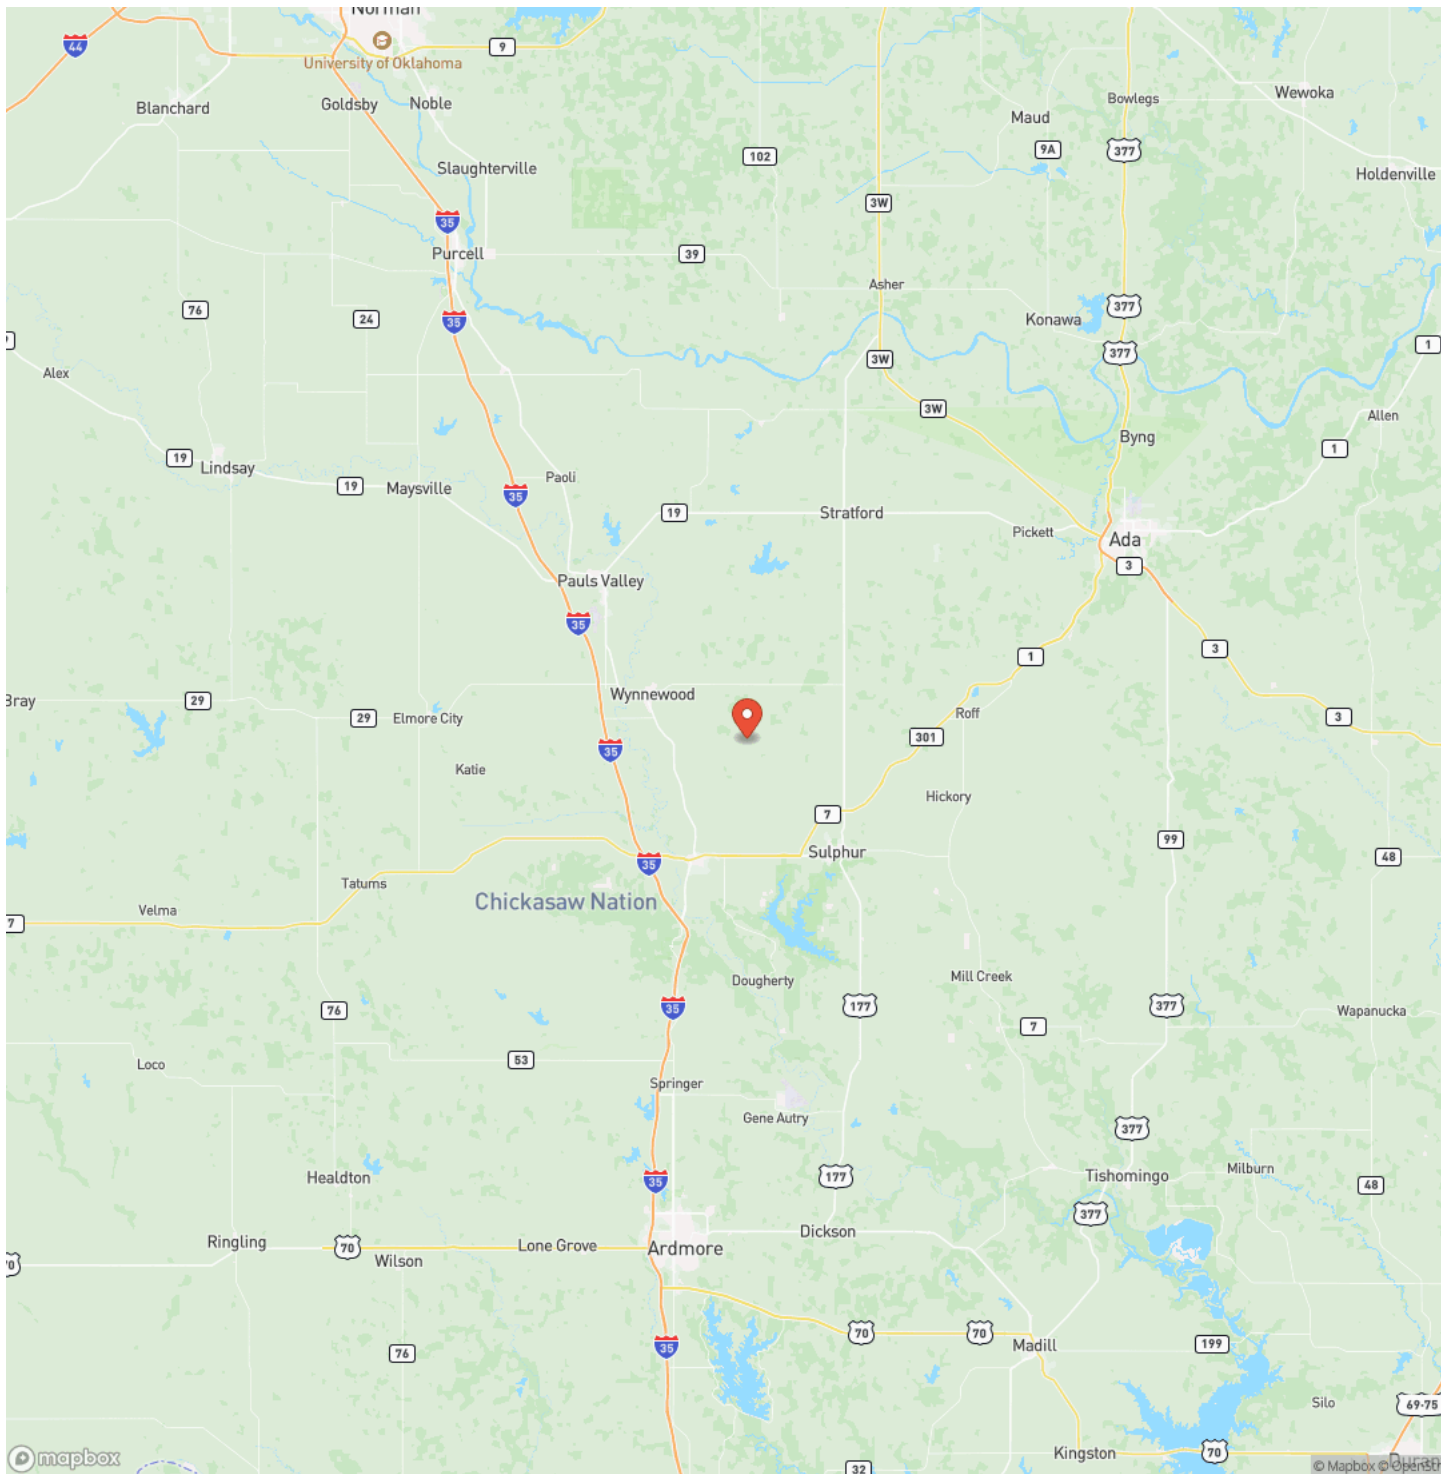 Norman
44
9
University of Oklahoma
Wewoka
Bowlegs
Blanchard
Goldsby
Noble
Maud
9A
377
102
Slaughterville
Holdenville
3W
35
Purcell
39
Asher
76
24
35
377
Konawa
1
377
3W
Alex
3W
Allen
Byng
1
19
Lindsay
19
Maysville
Paoli
35
19
Stratford
Pickett
Ada
3
Pauls Valley
35
3
1
Wynnewood
Bray
29
29
Elmore City
Roff
3
301
35
Katie
Hickory
7
99
Sulphur
48
35
Tatums
Chickasaw Nation
Velma
7
Mill Creek
Dougherty
76
35
177
377
Wapanucka
7
53
Loco
Springer
Gene Autry
377
Healdton
35
177
Tishomingo
Milburn
48
377
Ringling
70
Wilson
Lone Grove
Ardmore
Dickson
35
70
70
Madill
199
76
Silo
69-75
Kingston
70
32
mapbox
© Mapbox © OpenStr